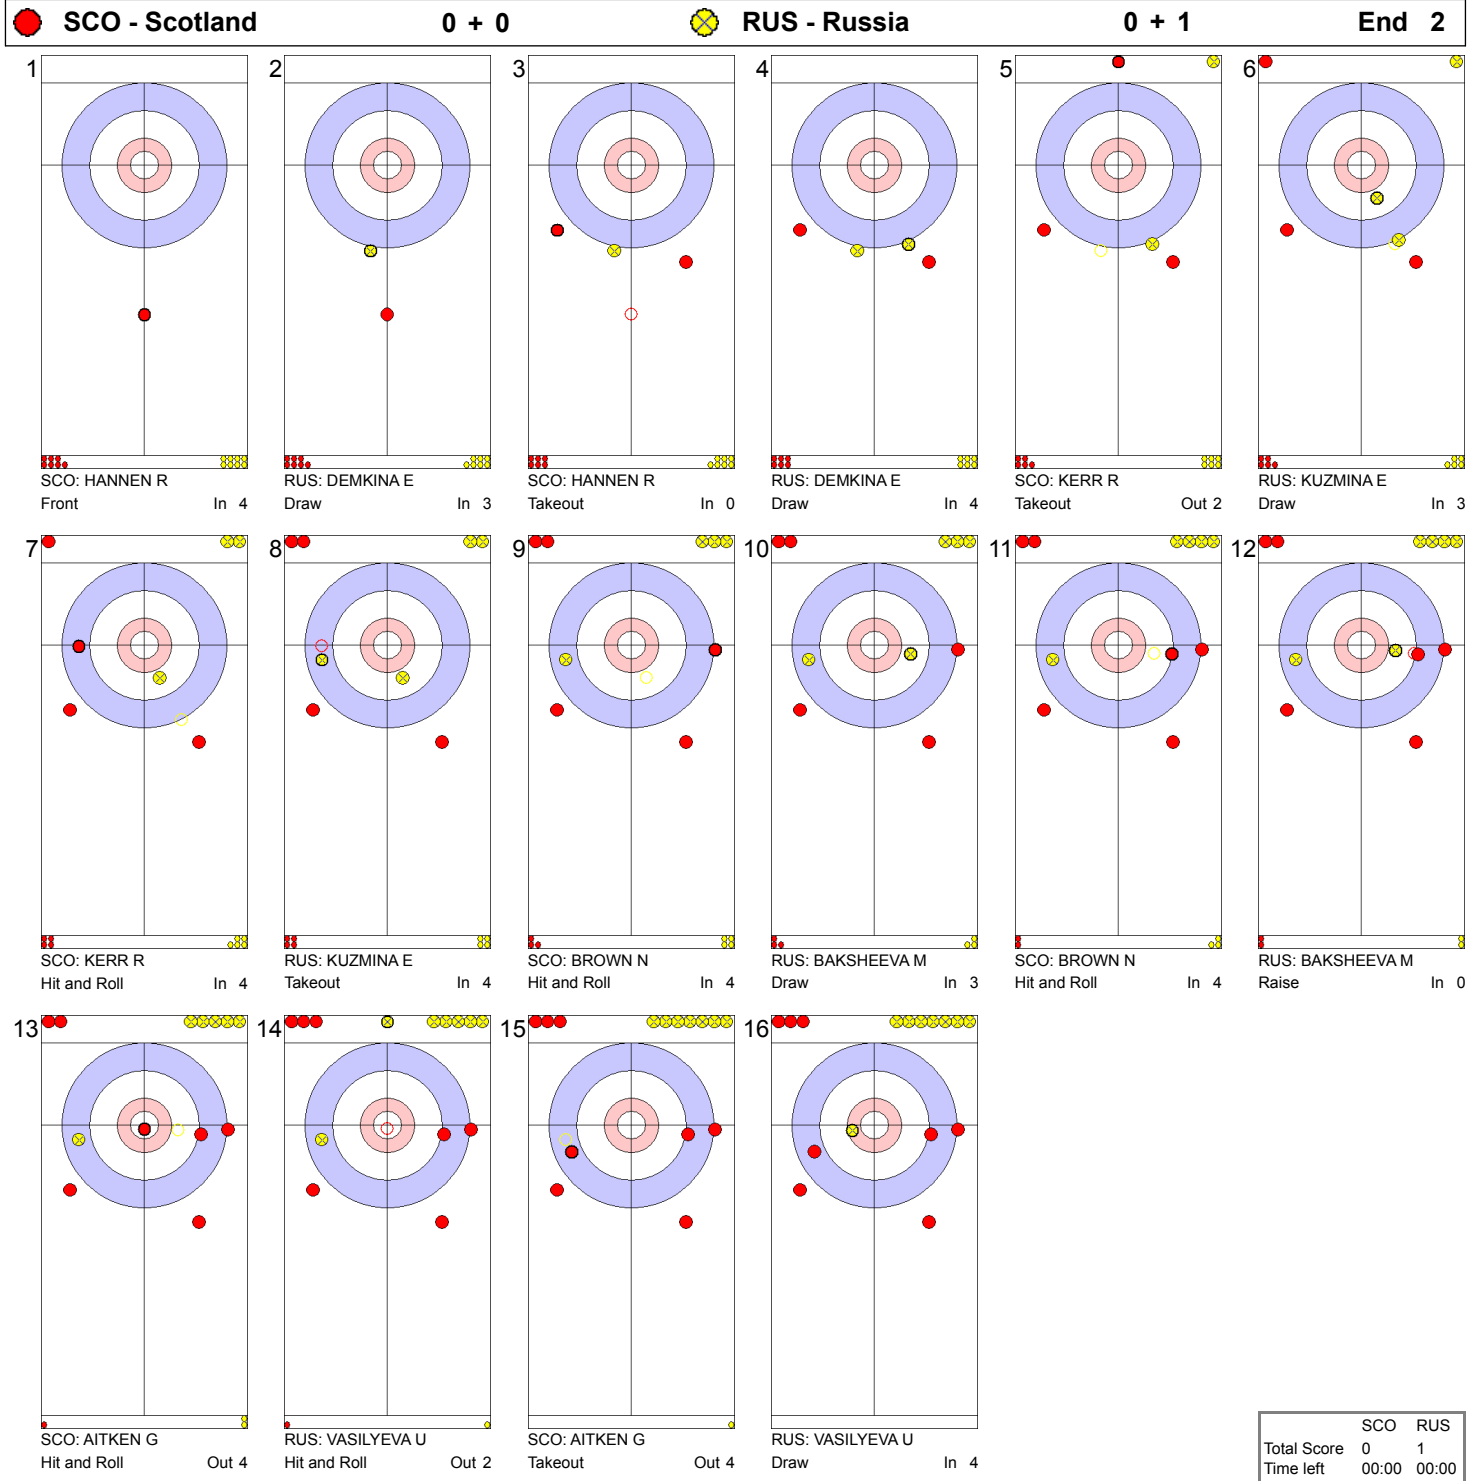 SCO - Scotland 0 + 0 RUS - Russia 0 + 1 End 2
1 2 3 4 5 6
SCO: HANNEN R RUS: DEMKINA E SCO: HANNEN R RUS: DEMKINA E SCO: KERR R RUS: KUZMINA E
Front In 4 Draw In 3 Takeout In 0 Draw In 4 Takeout Out 2 Draw In 3
7 8 9 10 11 12
SCO: KERR R RUS: KUZMINA E SCO: BROWN N RUS: BAKSHEEVA M SCO: BROWN N RUS: BAKSHEEVA M
Hit and Roll In 4 Takeout In 4 Hit and Roll In 4 Draw In 3 Hit and Roll In 4 Raise In 0
13 14 15 16
SCO: AITKEN G RUS: VASILYEVA U SCO: AITKEN G RUS: VASILYEVA U
Hit and Roll Out 4 Hit and Roll Out 2 Takeout Out 4 Draw In 4
SCO RUS
Total Score 0 1
Time left 00:00 00:00